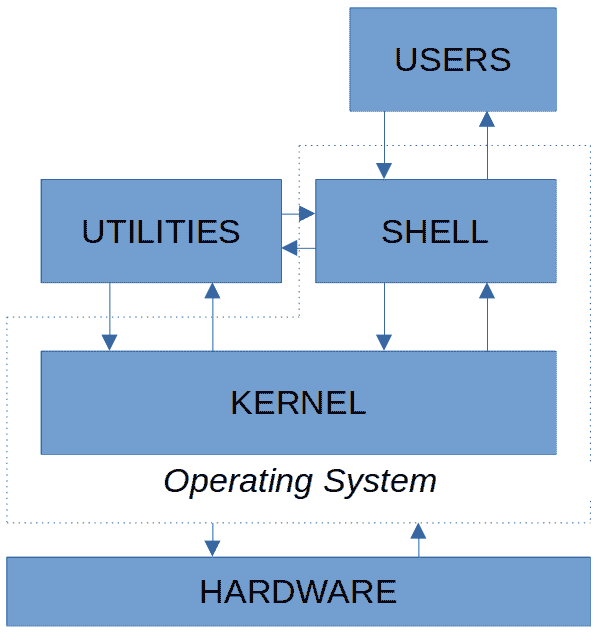 USERS
UTILITIES
SHELL
KERNEL
Operating System
HARDWARE